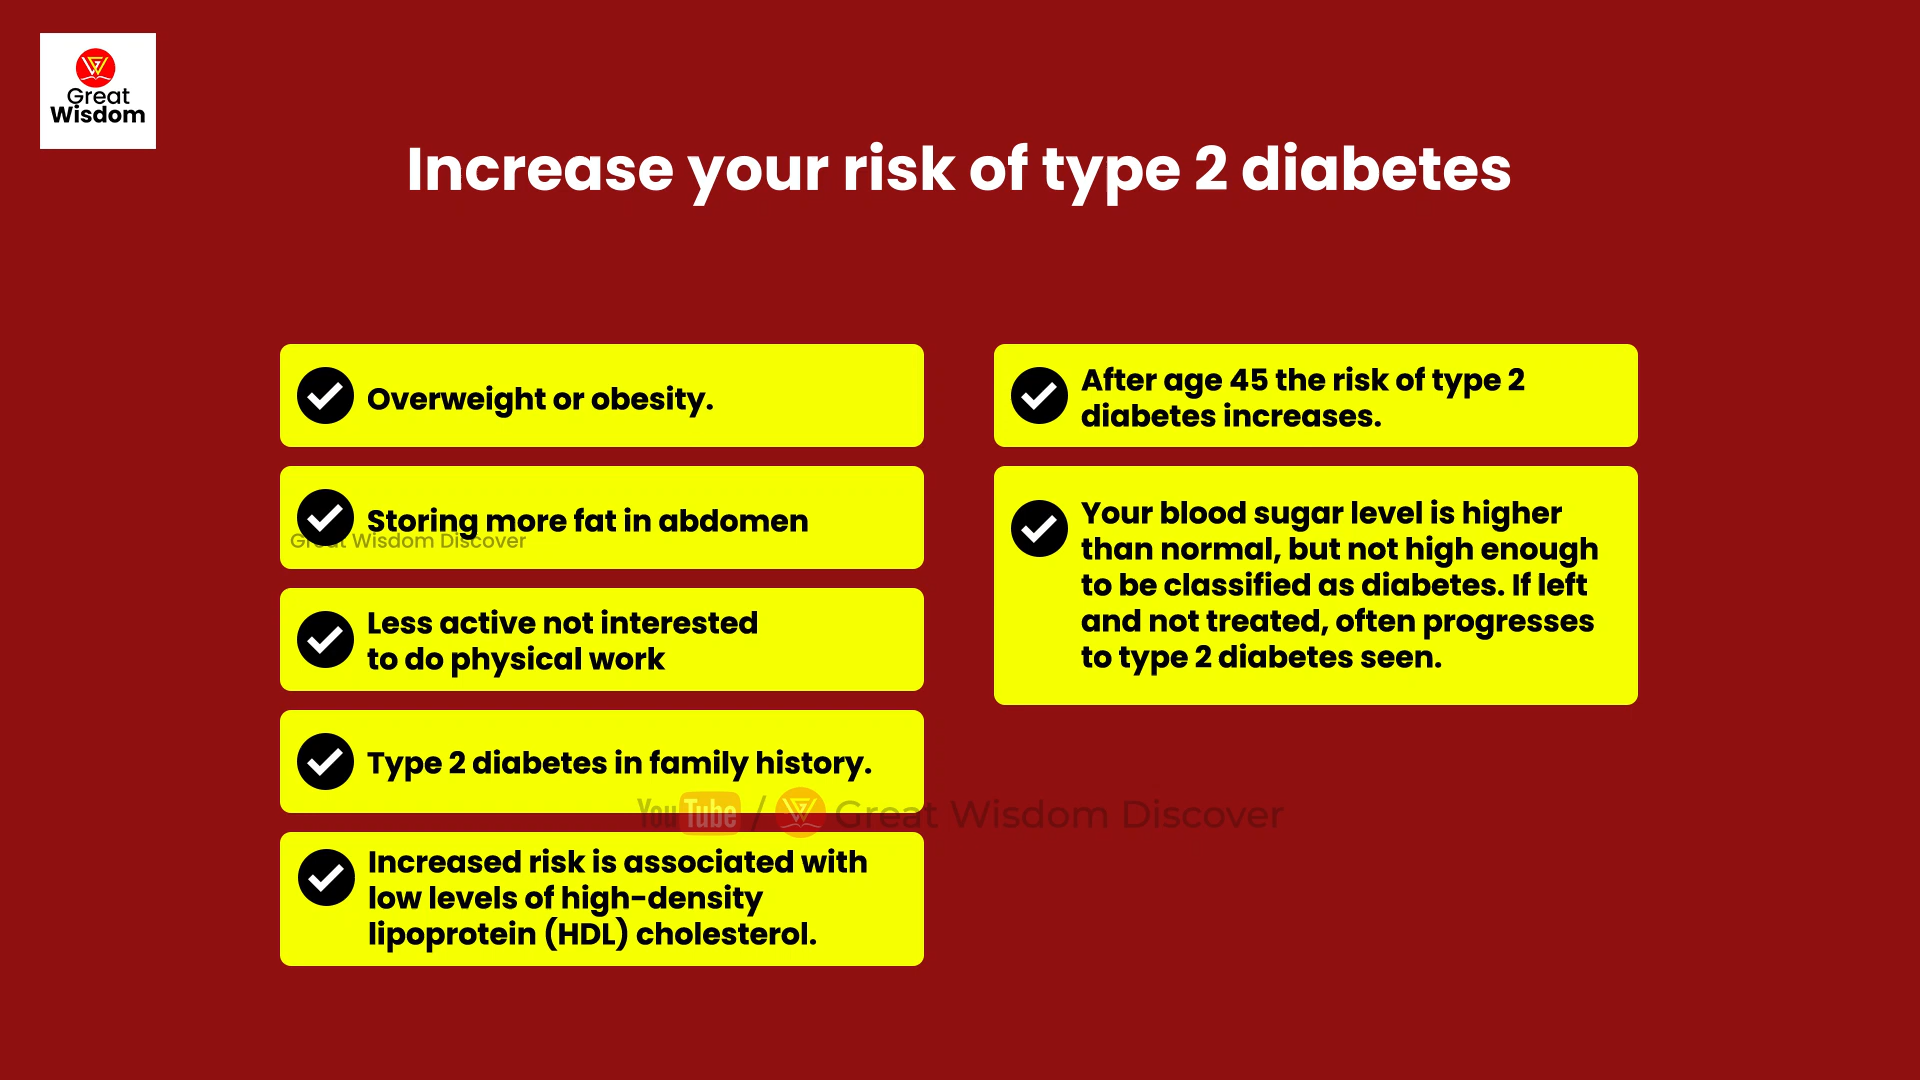 Great
Wisdom
Increase your risk of type 2 diabetes
Overweight or obesity.
Storing more fat in abdomen
Great Wisdom Discover
Less active not interested
to do physical work
Type 2 diabetes in family history.
YouTube / Great Wisdom Discover
Increased risk is associated with
low levels of high-density
lipoprotein (HDL) cholesterol.
After age 45 the risk of type 2
diabetes increases.
Your blood sugar level is higher
than normal, but not high enough
to be classified as diabetes. If left
and not treated, often progresses
to type 2 diabetes seen.